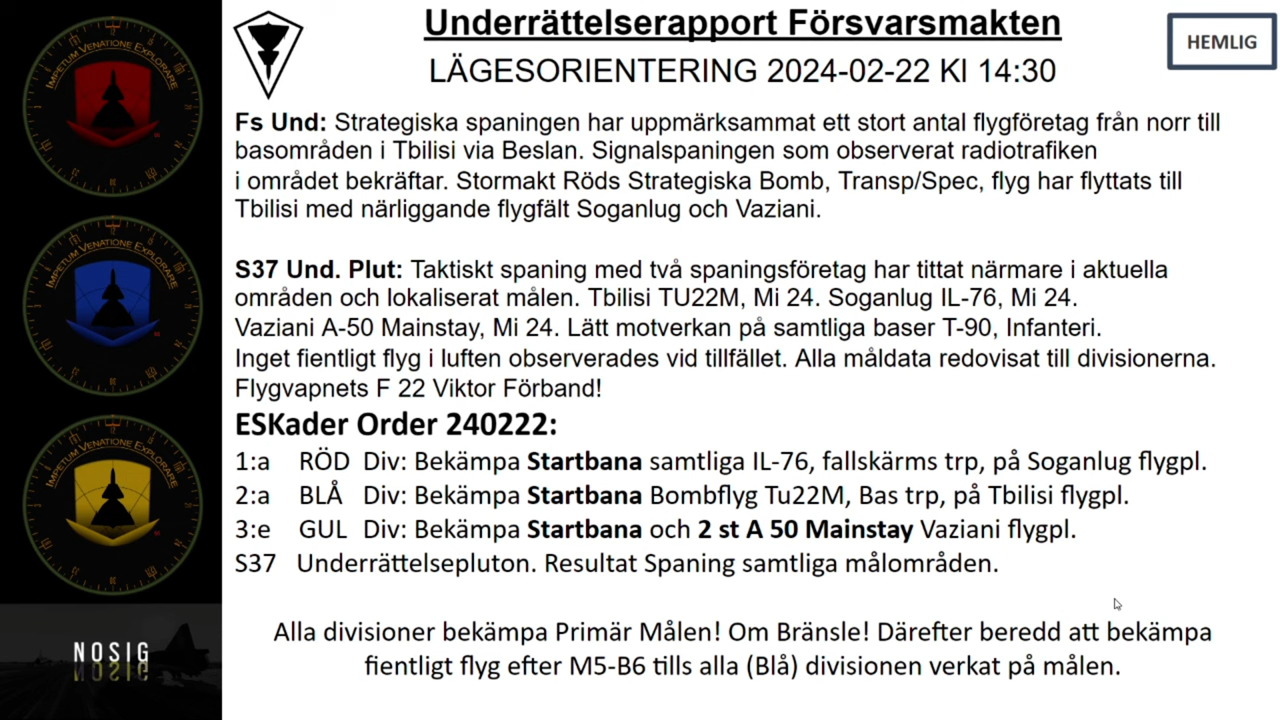 IMPETUM VENATIONE EXPLORARE
IMPETUM VENATIONE EXPLORARE
IMPETUM VENATIONE EXPLORARE
NOSIG
Underrättelserapport Försvarsmakten
HEMLIG
LÄGESORIENTERING 2024-02-22 Kl 14:30
Fs Und: Strategiska spaningen har uppmärksammat ett stort antal flygföretag från norr till
basområden i Tbilisi via Beslan. Signalspaningen som observerat radiotrafiken
i området bekräftar. Stormakt Röds Strategiska Bomb, Transp/Spec, flyg har flyttats till
Tbilisi med närliggande flygfält Soganlug och Vaziani.
S37 Und. Plut: Taktiskt spaning med två spaningsföretag har tittat närmare i aktuella
områden och lokaliserat målen. Tbilisi TU22M, Mi 24. Soganlug IL-76, Mi 24.
Vaziani A-50 Mainstay, Mi 24. Lätt motverkan på samtliga baser T-90, Infanteri.
Inget fientligt flyg i luften observerades vid tillfället. Alla måldata redovisat till divisionerna.
Flygvapnets F 22 Viktor Förband!
ESKader Order 240222:
1:a RÖD Div: Bekämpa Startbana samtliga IL-76, fallskärms trp, på Soganlug flygpl.
2:a BLÅ Div: Bekämpa Startbana Bombflyg Tu22M, Bas trp, på Tbilisi flygpl.
3:e GUL Div: Bekämpa Startbana och 2 st A 50 Mainstay Vaziani flygpl.
S37 Underrättelsepluton. Resultat Spaning samtliga målområden.
Alla divisioner bekämpa Primär Målen! Om Bränsle! Därefter beredd att bekämpa
fientligt flyg efter M5-B6 tills alla (Blå) divisionen verkat på målen.